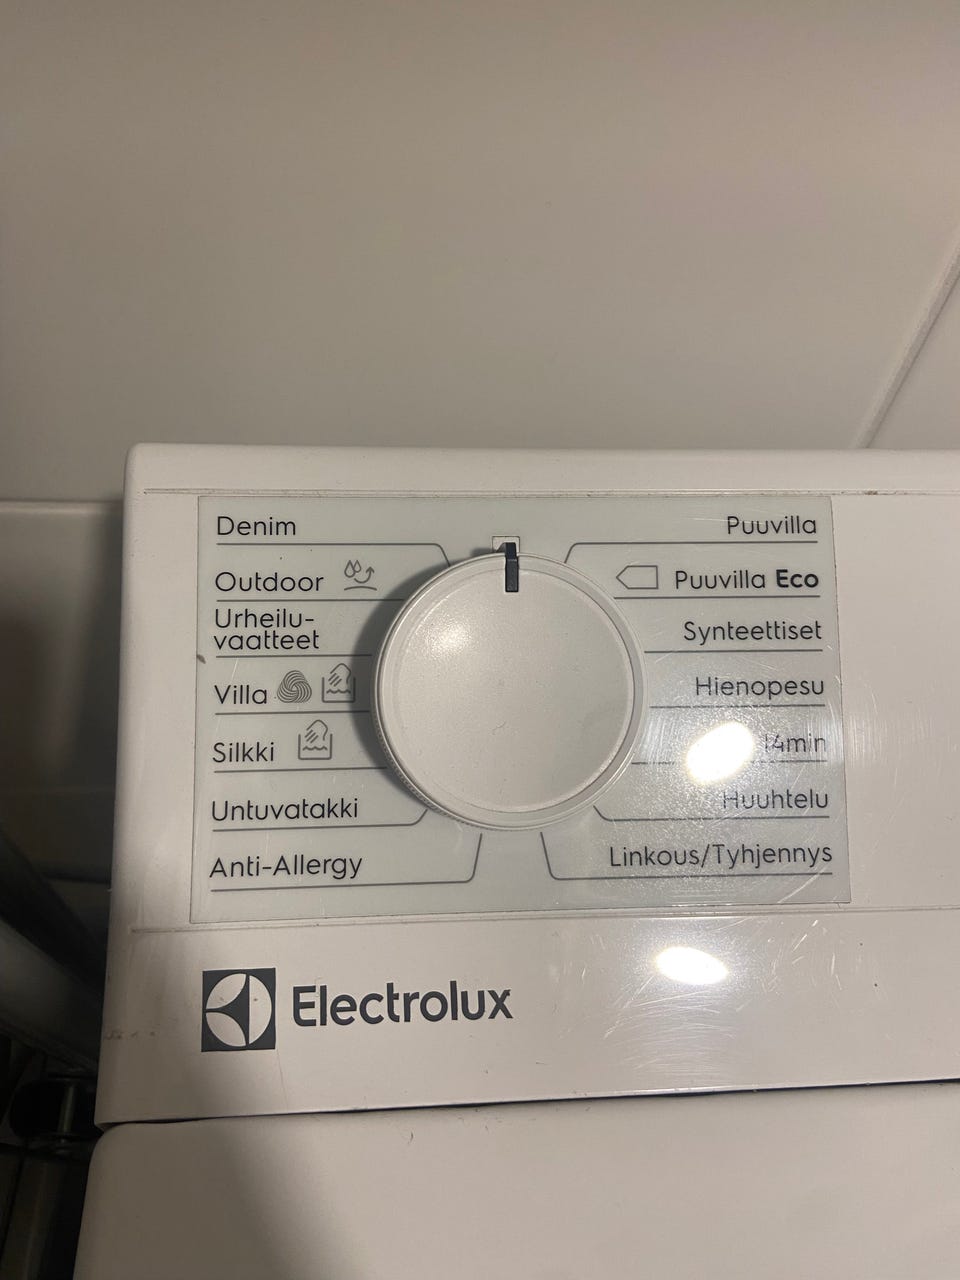 Denim
Outdoor
Urheilu-
vaatteet
Villa
Silkki
Untuvatakki
Anti-Allergy
Puuvilla
Puuvilla Eco
Synteettiset
Hienopesu
14min
Huuhtelu
Linkous/Tyhjennys
Electrolux